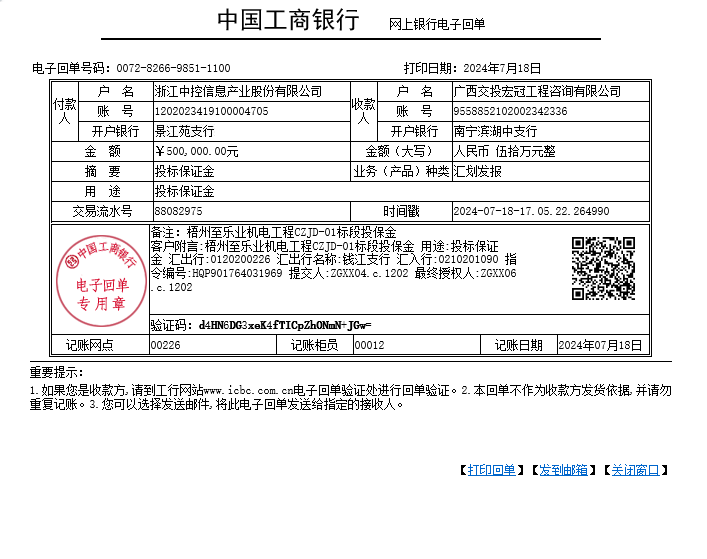 中国工商银行 网上银行电子回单
电子回单号码：0072-8266-9851-1100 打印日期：2024年7月18日
付款人 户 名 浙江中控信息产业股份有限公司 收款人 户 名 广西交投宏冠工程咨询有限公司
账 号 1202023419100004705 账 号 9558852102002342336
开户银行 景江苑支行 开户银行 南宁滨湖中支行
金 额 ￥500,000.00元 金额（大写） 人民币 伍拾万元整
摘 要 投标保证金 业务（产品）种类 汇划发报
用 途 投标保证金
交易流水号 88082975 时间戳 2024-07-18-17.05.22.264990
中国工商银行
电子回单
专用章
备注：梧州至乐业机电工程CZJD-01标段投保金
客户附言:梧州至乐业机电工程CZJD-01标段投保金 用途:投标保证
金 汇出行:0120200226 汇出行名称:钱江支行 汇入行:0210201090 指
令编号:HQP901764031969 提交人:ZGXX04.c.1202 最终授权人:ZGXX06
.c.1202
验证码：d4HN6DG3xeK4fTICpZhONmN+JGw=
记账网点 00226 记账柜员 00012 记账日期 2024年07月18日
重要提示：
1.如果您是收款方,请到工行网站www.icbc.com.cn电子回单验证处进行回单验证。2.本回单不作为收款方发货依据,并请勿
重复记账。3.您可以选择发送邮件,将此电子回单发送给指定的接收人。
【打印回单】【发到邮箱】【关闭窗口】